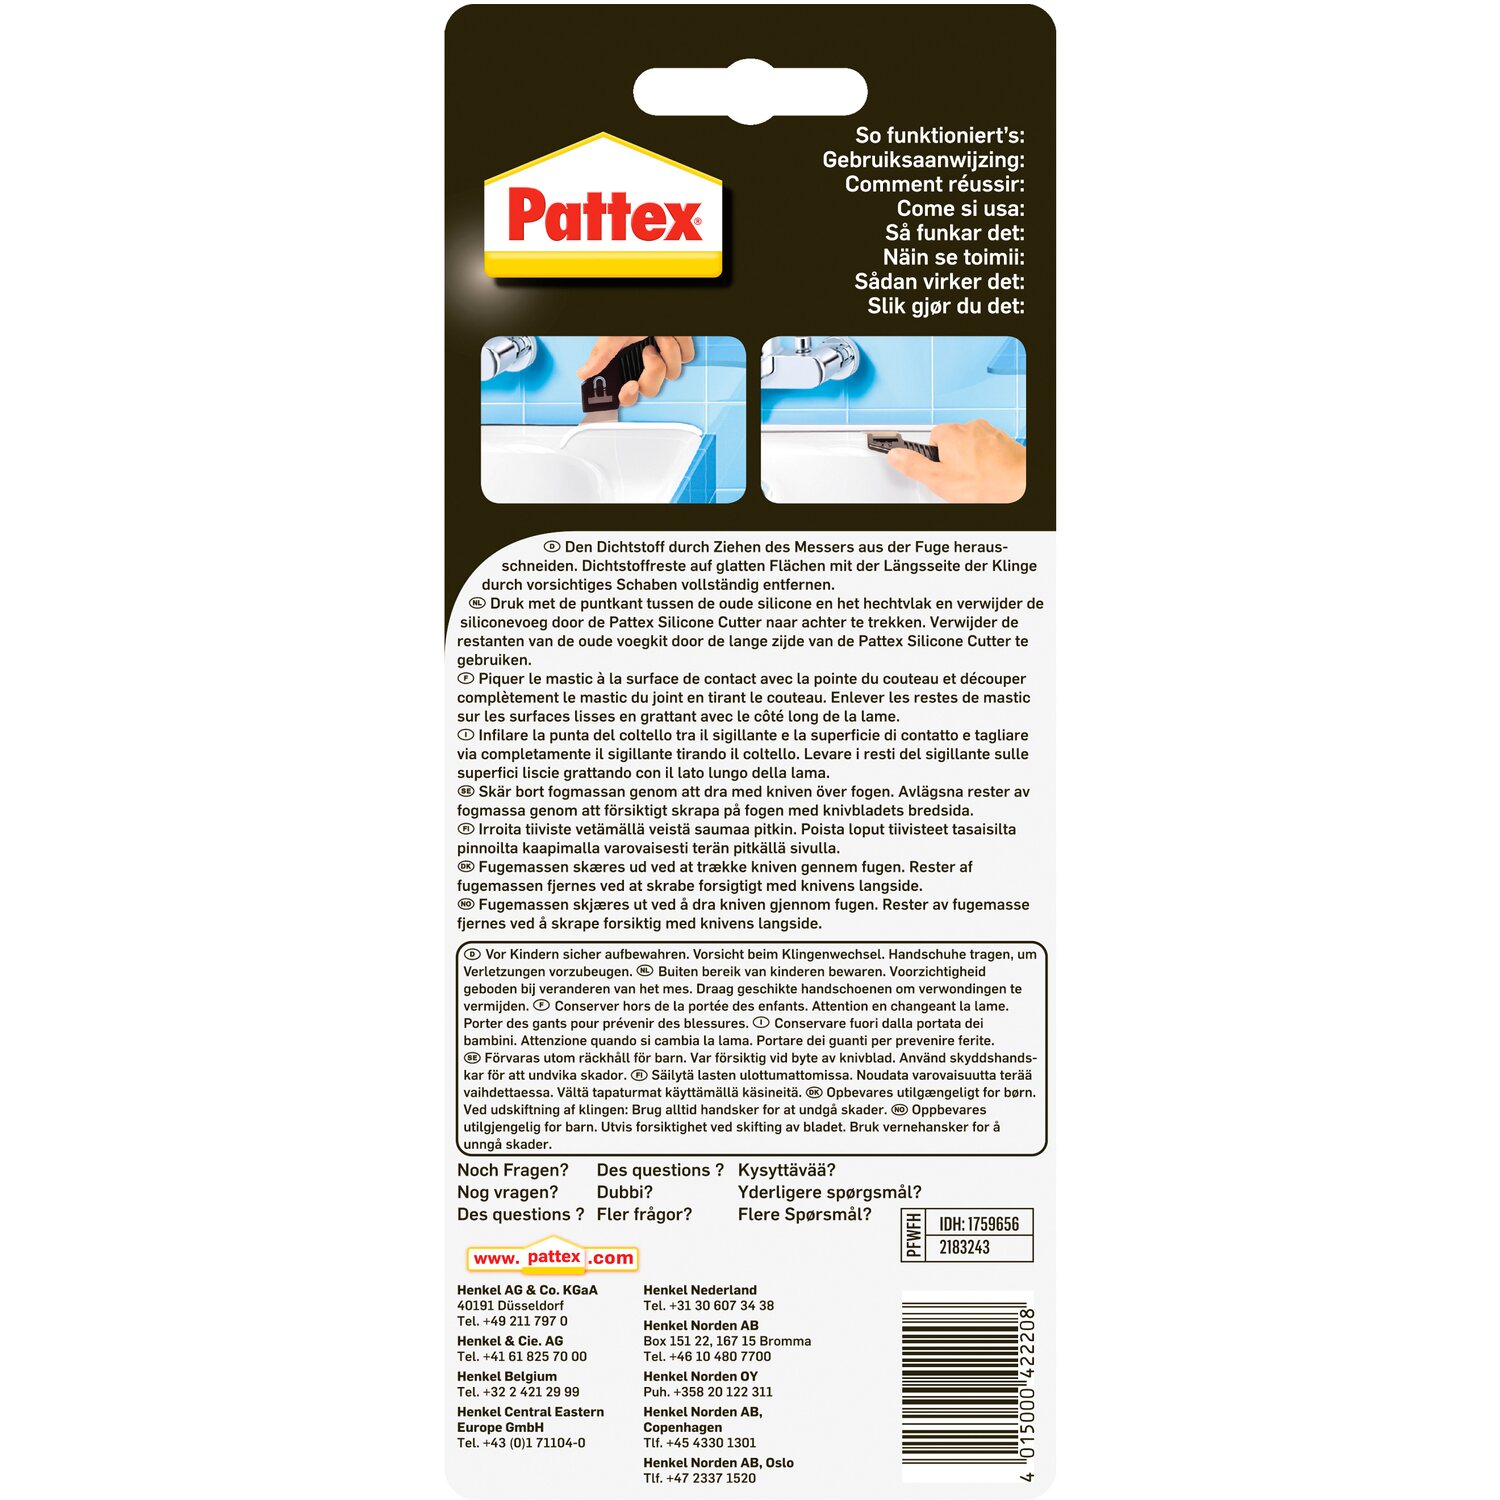 So funktioniert's:
Gebruiksaanwijzing:
Comment réussir:
Come si usa:
Så funkar det:
Näin se toimii:
Sådan virker det:
Slik gjør du det:
Pattex®
D Den Dichtstoff durch Ziehen des Messers aus der Fuge heraus-
schneiden. Dichtstoffreste auf glatten Flächen mit der Längsseite der Klinge
durch vorsichtiges Schaben vollständig entfernen.
NL Druk met de puntkant tussen de oude silicone en het hechtvlak en verwijder de
siliconevoeg door de Pattex Silicone Cutter naar achter te trekken. Verwijder de
restanten van de oude voegkit door de lange zijde van de Pattex Silicone Cutter te
gebruiken.
F Piquer le mastic à la surface de contact avec la pointe du couteau et découper
complètement le mastic du joint en tirant le couteau. Enlever les restes de mastic
sur les surfaces lisses en grattant avec le côté long de la lame.
I Infilare la punta del coltello tra il sigillante e la superficie di contatto e tagliare
via completamente il sigillante tirando il coltello. Levare i resti del sigillante sulle
superfici liscie grattando con il lato lungo della lama.
SE Skär bort fogmassan genom att dra med kniven över fogen. Avlägsna rester av
fogmassa genom att försiktigt skrapa på fogen med knivbladets bredsida.
FI Irroita tiiviste vetämällä veistä saumaa pitkin. Poista loput tiivisteet tasaisilta
pinnoilta kaapimalla varovaisesti terän pitkällä sivulla.
DK Fugemassen skæres ud ved at trække kniven gennem fugen. Rester af
fugemassen fjernes ved at skrabe forsigtigt med knivens langside.
NO Fugemassen skjæres ut ved å dra kniven gjennom fugen. Rester av fugemasse
fjernes ved å skrape forsiktig med knivens langside.
D Vor Kindern sicher aufbewahren. Vorsicht beim Klingenwechsel. Handschuhe tragen, um
Verletzungen vorzubeugen. NL Buiten bereik van kinderen bewaren. Voorzichtigheid
geboden bij veranderen van het mes. Draag geschikte handschoenen om verwondingen te
vermijden. F Conserver hors de la portée des enfants. Attention en changeant la lame.
Porter des gants pour prévenir des blessures. I Conservare fuori dalla portata dei
bambini. Attenzione quando si cambia la lama. Portare dei guanti per prevenire ferite.
SE Förvaras utom räckhåll för barn. Var försiktig vid byte av knivblad. Använd skyddshands-
kar för att undvika skador. FI Säilytä lasten ulottumattomissa. Noudata varovaisuutta terää
vaihdettaessa. Vältä tapaturmat käyttämällä käsineitä. DK Opbevares utilgængeligt for børn.
Ved udskiftning af klingen: Brug alltid handsker for at undgå skader. NO Oppbevares
utilgjengelig for barn. Utvis forsiktighet ved skifting av bladet. Bruk vernehansker for å
unngå skader.
Noch Fragen? Des questions ? Kysyttävää?
Nog vragen? Dubbi? Yderligere spørgsmål?
Des questions ? Fler frågor? Flere Spørsmål?
PFWFH
IDH: 1759656
2183243
www. pattex .com
Henkel AG & Co. KGaA
40191 Düsseldorf
Tel. +49 211 797 0
Henkel & Cie. AG
Tel. +41 61 825 70 00
Henkel Belgium
Tel. +32 2 421 29 99
Henkel Central Eastern
Europe GmbH
Tel. +43 (0)1 71104-0
Henkel Nederland
Tel. +31 30 607 34 38
Henkel Norden AB
Box 151 22, 167 15 Bromma
Tel. +46 10 480 7700
Henkel Norden OY
Puh. +358 20 122 311
Henkel Norden AB,
Copenhagen
Tlf. +45 4330 1301
Henkel Norden AB, Oslo
Tlf. +47 2337 1520
4 015000 422208